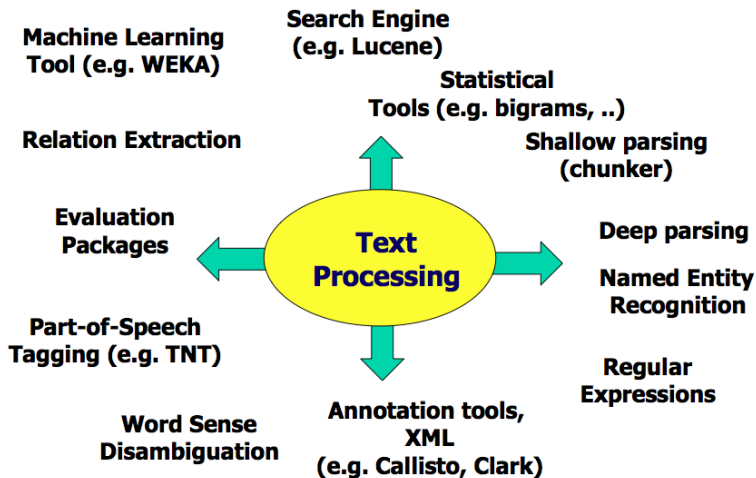 Search Engine
(e.g. Lucene)
Machine Learning
Tool (e.g. WEKA)
Statistical
Tools (e.g. bigrams, ..)
Relation Extraction
Shallow parsing
(chunker)
Evaluation
Packages
Text
Processing
Deep parsing
Named Entity
Recognition
Part-of-Speech
Tagging (e.g. TNT)
Regular
Expressions
Word Sense
Disambiguation
Annotation tools,
XML
(e.g. Callisto, Clark)